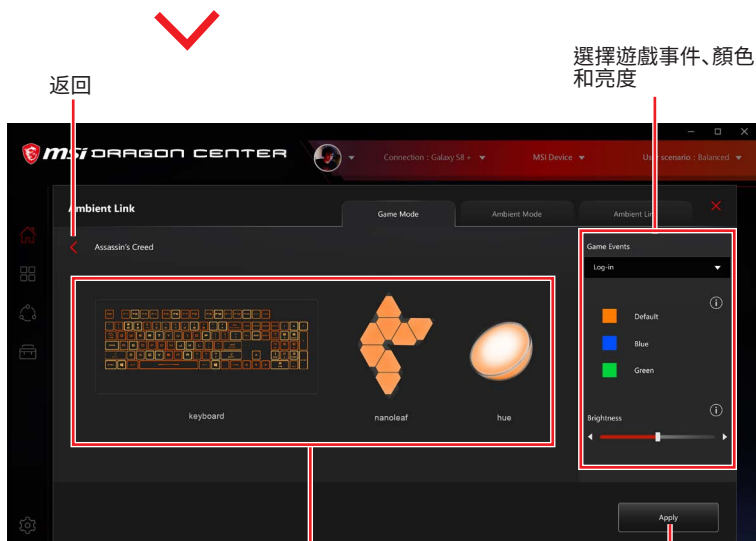 選擇遊戲事件、顏色
和亮度
返回
msi DRAGON CENTER
Connection : Galaxy S8 +
MSI Device
User scenario : Balanced
Ambient Link
Game Mode
Ambient Mode
Ambient Link
Assassin's Creed
Game Events
Log-in
Default
Blue
Green
keyboard
nanoleaf
hue
Brightness
Apply